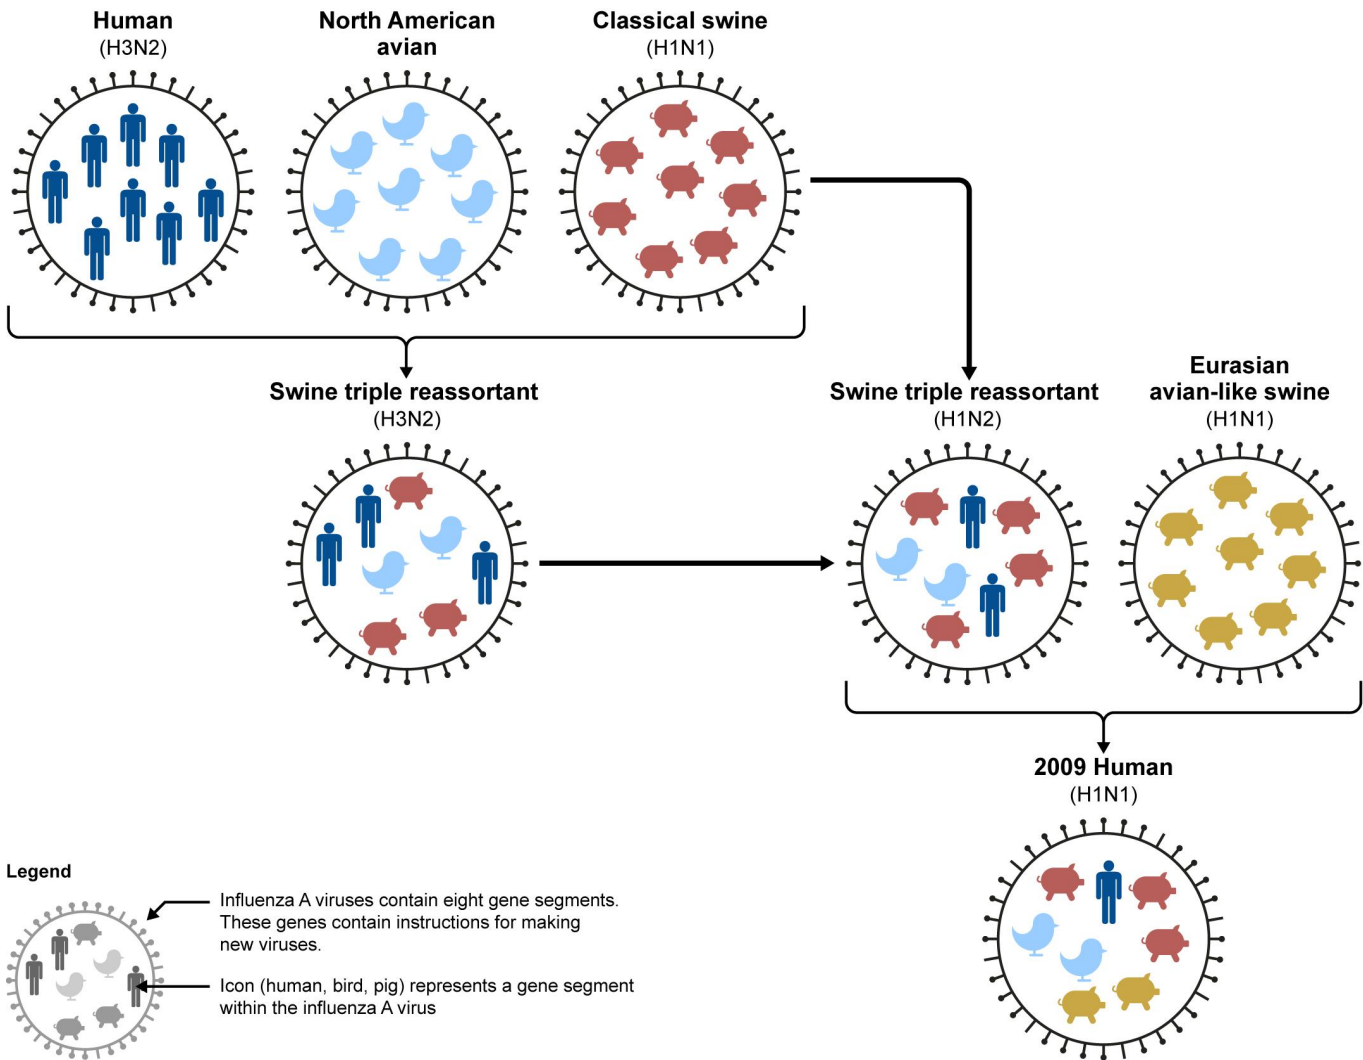 Human
(H3N2)
North American
avian
Classical swine
(H1N1)
Swine triple reassortant
(H3N2)
Swine triple reassortant
(H1N2)
Eurasian
avian-like swine
(H1N1)
2009 Human
(H1N1)
Legend
Influenza A viruses contain eight gene segments.
These genes contain instructions for making
new viruses.
Icon (human, bird, pig) represents a gene segment
within the influenza A virus